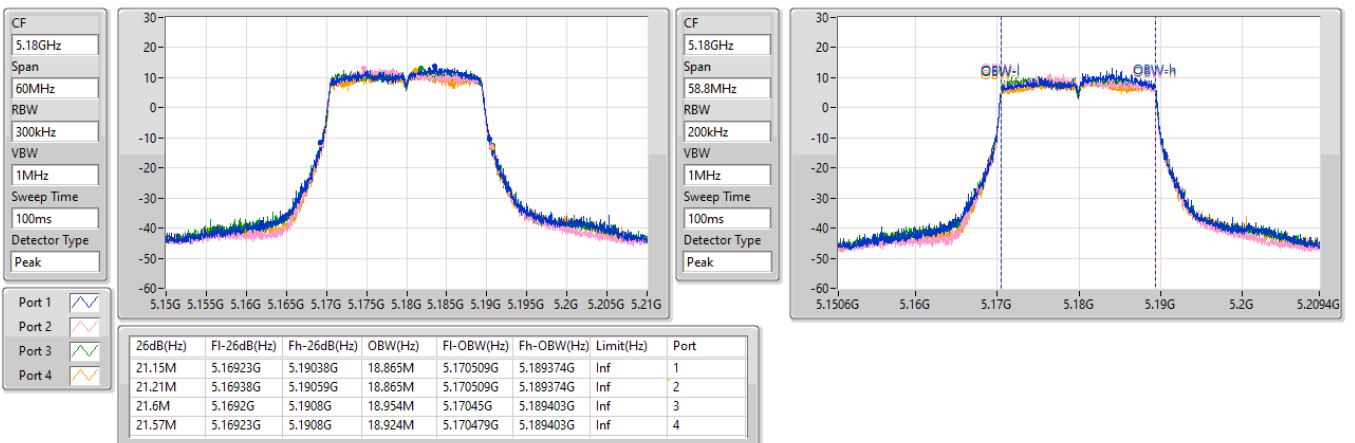 CF
5.18GHz
Span
60MHz
RBW
300kHz
VBW
1MHz
Sweep Time
100ms
Detector Type
Peak
30
20
10
0
-10
-20
-30
-40
-50
-60
5.15G 5.155G 5.16G 5.165G 5.17G 5.175G 5.18G 5.185G 5.19G 5.195G 5.2G 5.205G 5.21G
CF
5.18GHz
Span
58.8MHz
RBW
200kHz
VBW
1MHz
Sweep Time
100ms
Detector Type
Peak
30
20
10
0
-10
-20
-30
-40
-50
-60
OBW-l OBW-h
5.1506G 5.16G 5.17G 5.18G 5.19G 5.2G 5.2094G
Port 1
Port 2
Port 3
Port 4
26dB(Hz) Fl-26dB(Hz) Fh-26dB(Hz) OBW(Hz) Fl-OBW(Hz) Fh-OBW(Hz) Limit(Hz) Port
21.15M 5.16923G 5.19038G 18.865M 5.170509G 5.189374G Inf 1
21.21M 5.16938G 5.19059G 18.865M 5.170509G 5.189374G Inf 2
21.6M 5.1692G 5.1908G 18.954M 5.17045G 5.189403G Inf 3
21.57M 5.16923G 5.1908G 18.924M 5.170479G 5.189403G Inf 4